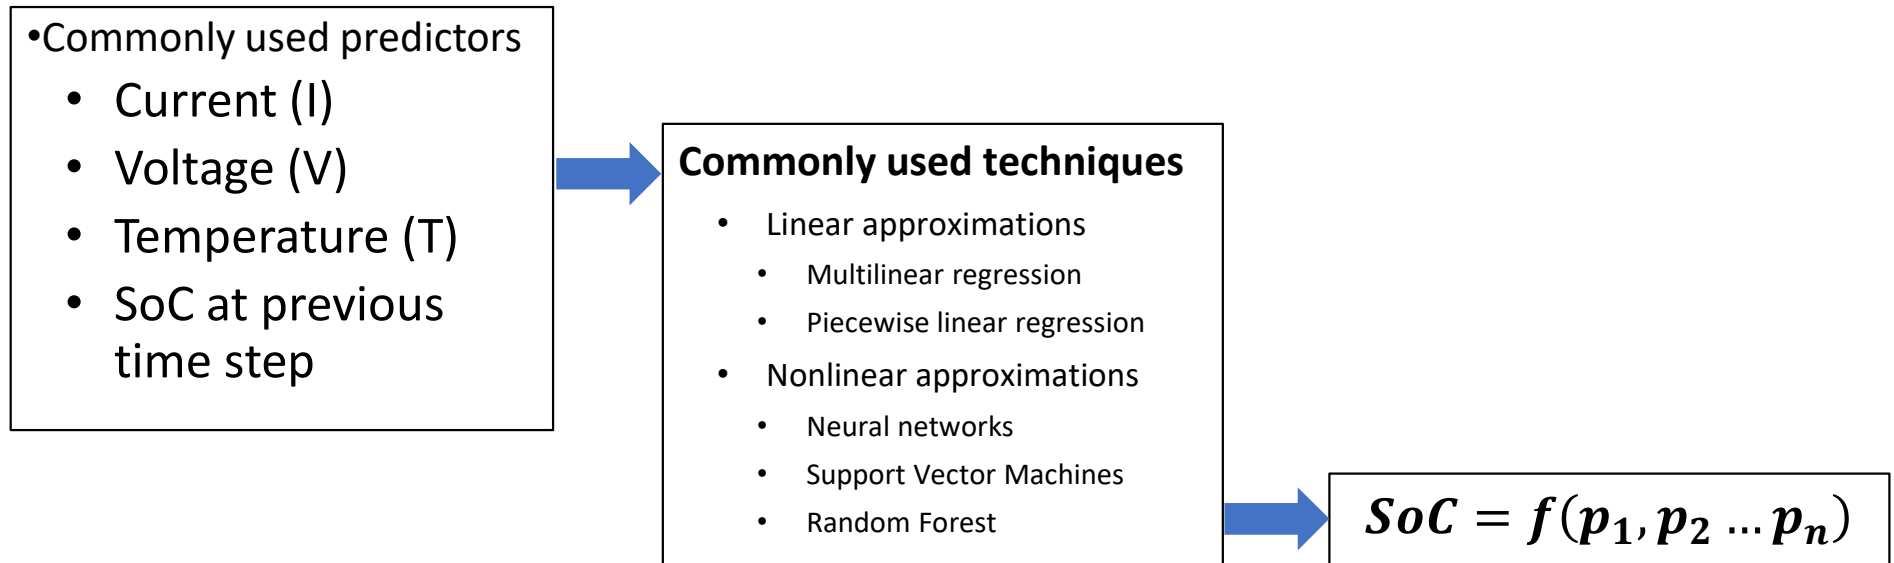 •Commonly used predictors
• Current (I)
• Voltage (V)
• Temperature (T)
• SoC at previous
time step
Commonly used techniques
• Linear approximations
• Multilinear regression
• Piecewise linear regression
• Nonlinear approximations
• Neural networks
• Support Vector Machines
• Random Forest
SoC = f(p₁, p₂ … pₙ)